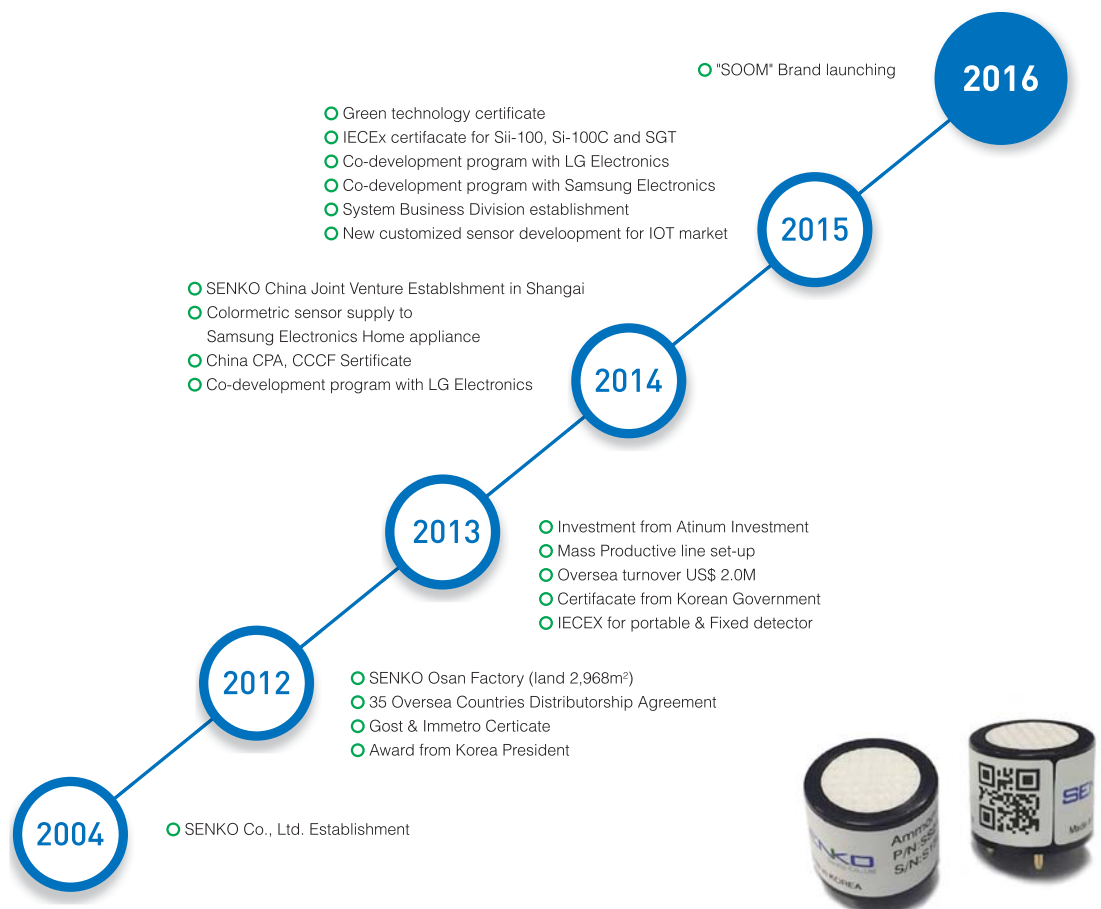 "SOOM" Brand launching
2016
Green technology certificate
IECEx certifacate for Sii-100, Si-100C and SGT
Co-development program with LG Electronics
Co-development program with Samsung Electronics
System Business Division establishment
New customized sensor develoopment for IOT market
2015
SENKO China Joint Venture Establshment in Shangai
Colormetric sensor supply to
Samsung Electronics Home appliance
China CPA, CCCF Sertificate
Co-development program with LG Electronics
2014
2013
Investment from Atinum Investment
Mass Productive line set-up
Oversea turnover US$ 2.0M
Certifacate from Korean Government
IECEX for portable & Fixed detector
2012
SENKO Osan Factory (land 2,968m²)
35 Oversea Countries Distributorship Agreement
Gost & Immetro Certicate
Award from Korea President
2004
SENKO Co., Ltd. Establishment
ENKO
KOREA
Ammo
P/N:SS
S/N:S
SEN
Made